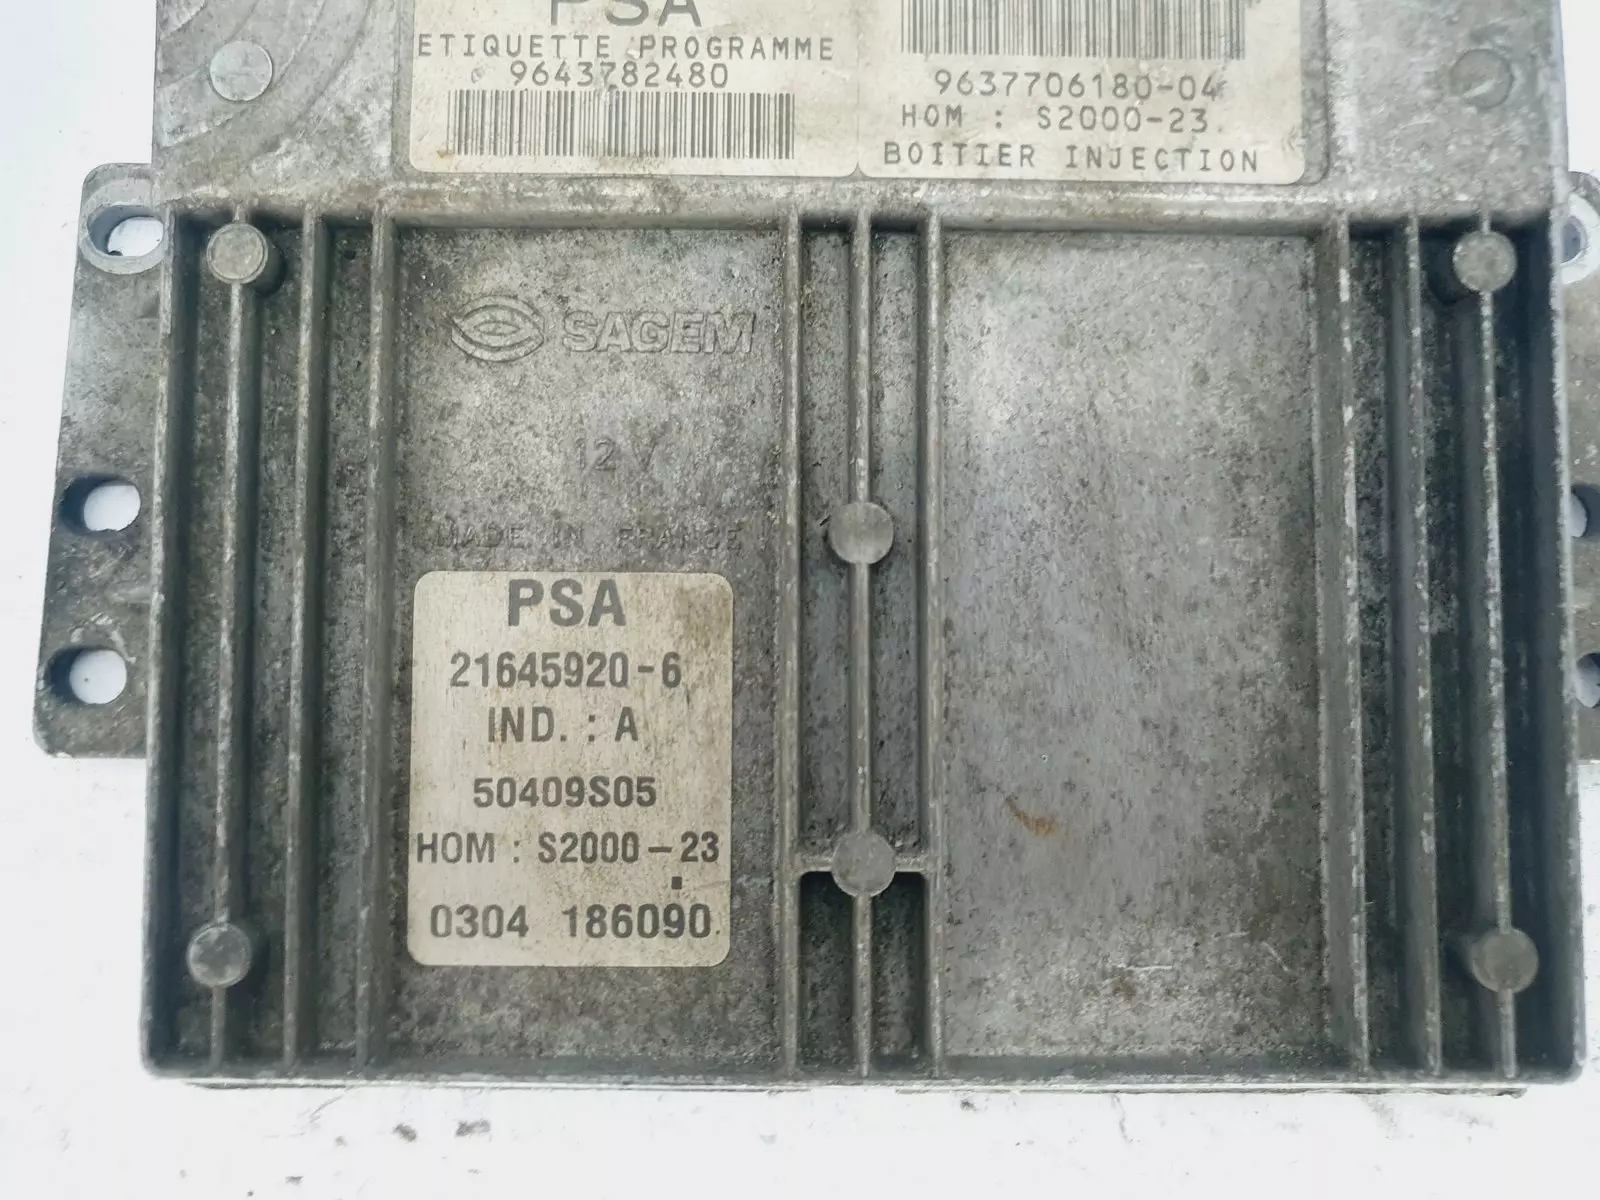 PSA
ETIQUETTE PROGRAMME
9643782480
9637706180-04
HOM : S2000-23
BOITIER INJECTION
SAGEM
12 V
MADE IN FRANCE
PSA
21645920-6
IND. : A
50409S05
HOM : S2000-23
0304 186090